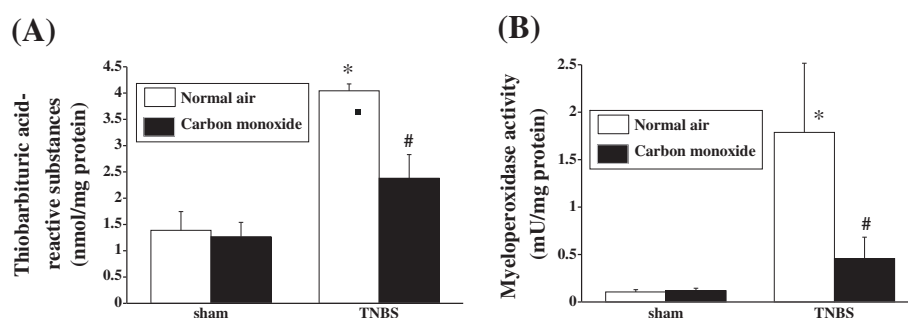 (A)
Thiobarbituric acid-
reactive substances
(nmol/mg protein)
4.5
4
3.5
3
2.5
2
1.5
1
0.5
0
Normal air
Carbon monoxide
*
#
sham
TNBS
(B)
Myeloperoxidase activity
(mU/mg protein)
2.5
2
1.5
1
0.5
0
Normal air
Carbon monoxide
*
#
sham
TNBS